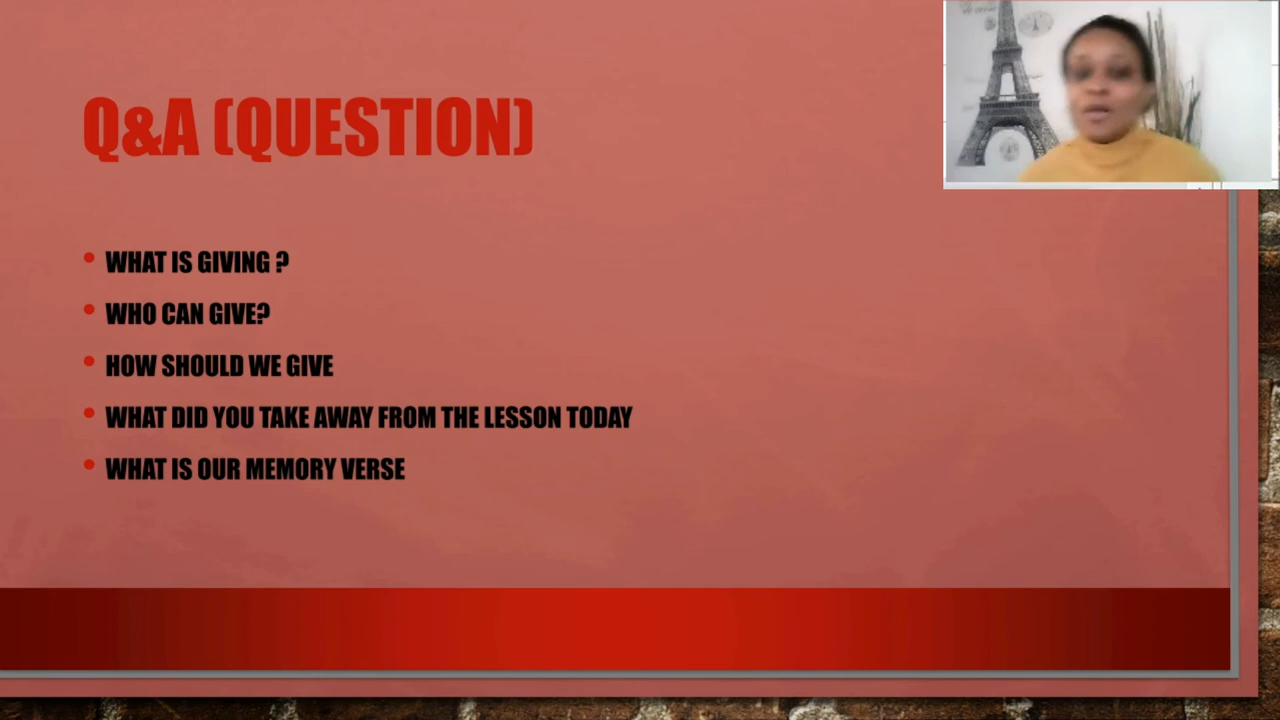 Q&A (QUESTION)
WHAT IS GIVING ?
WHO CAN GIVE?
HOW SHOULD WE GIVE
WHAT DID YOU TAKE AWAY FROM THE LESSON TODAY
WHAT IS OUR MEMORY VERSE